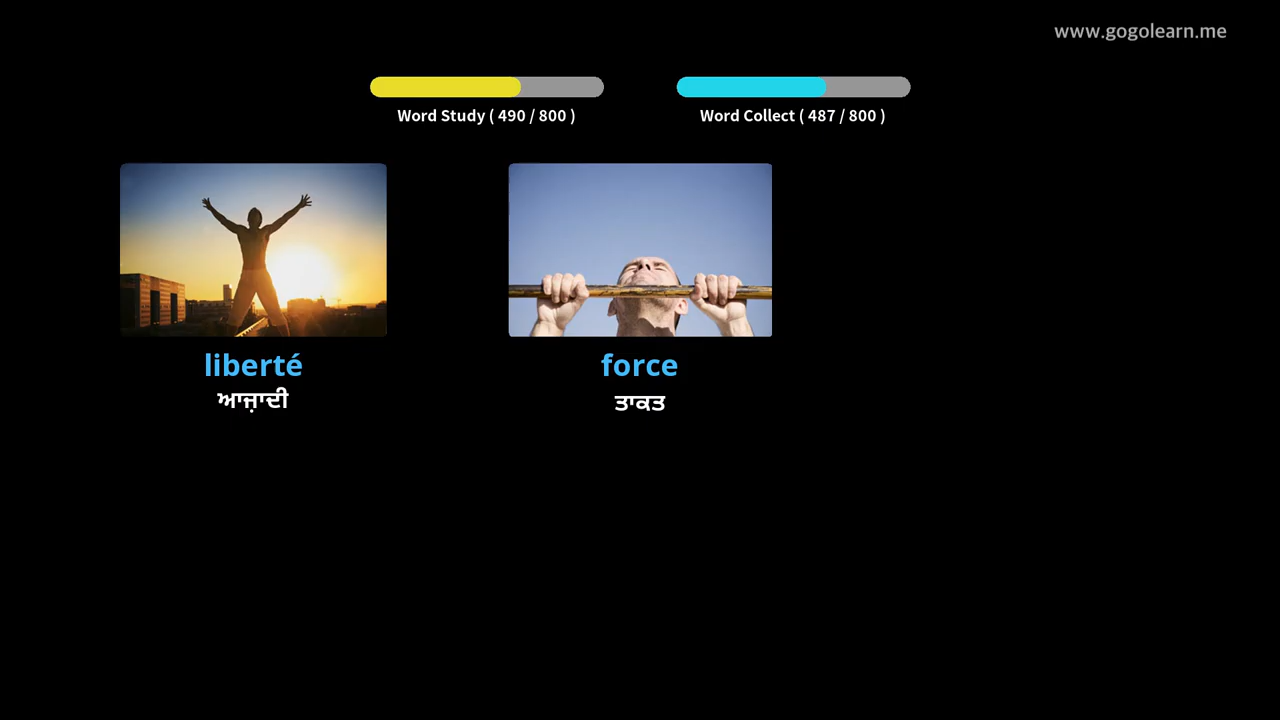 www.gogolearn.me
Word Study ( 490 / 800 )
Word Collect ( 487 / 800 )
liberté
ਆਜ਼ਾਦੀ
force
ਤਾਕਤ